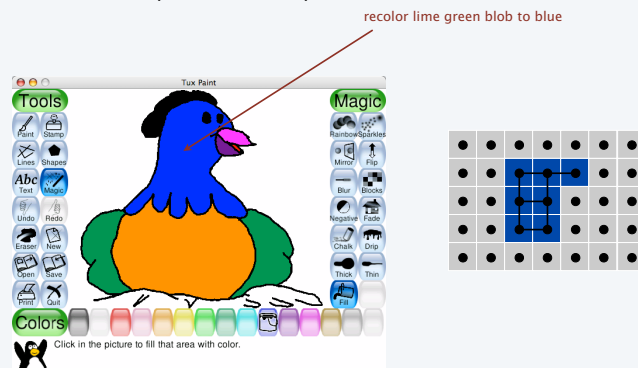 recolor lime green blob to blue
Tux Paint
Tools
Magic
Paint Stamp
Rainbow Sparkles
Lines Shapes
Mirror Flip
Abc
Text Magic
Blur Blocks
Undo Redo
Negative Fade
Eraser New
Chalk Drip
Open Save
Thick Thin
Print Quit
Fill
Colors
Click in the picture to fill that area with color.